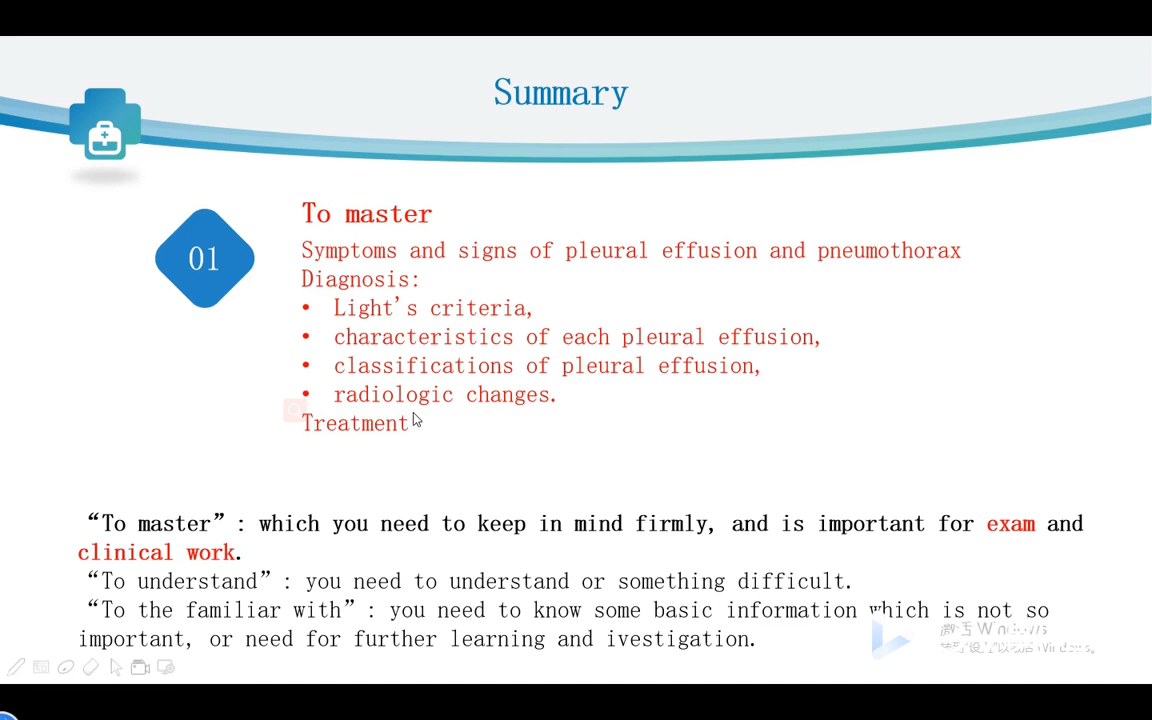 Summary
01
To master
Symptoms and signs of pleural effusion and pneumothorax
Diagnosis:
• Light's criteria,
• characteristics of each pleural effusion,
• classifications of pleural effusion,
• radiologic changes.
Treatment
“To master”: which you need to keep in mind firmly, and is important for exam and
clinical work.
“To understand”: you need to understand or something difficult.
“To the familiar with”: you need to know some basic information which is not so
important, or need for further learning and ivestigation.
激活 Windows